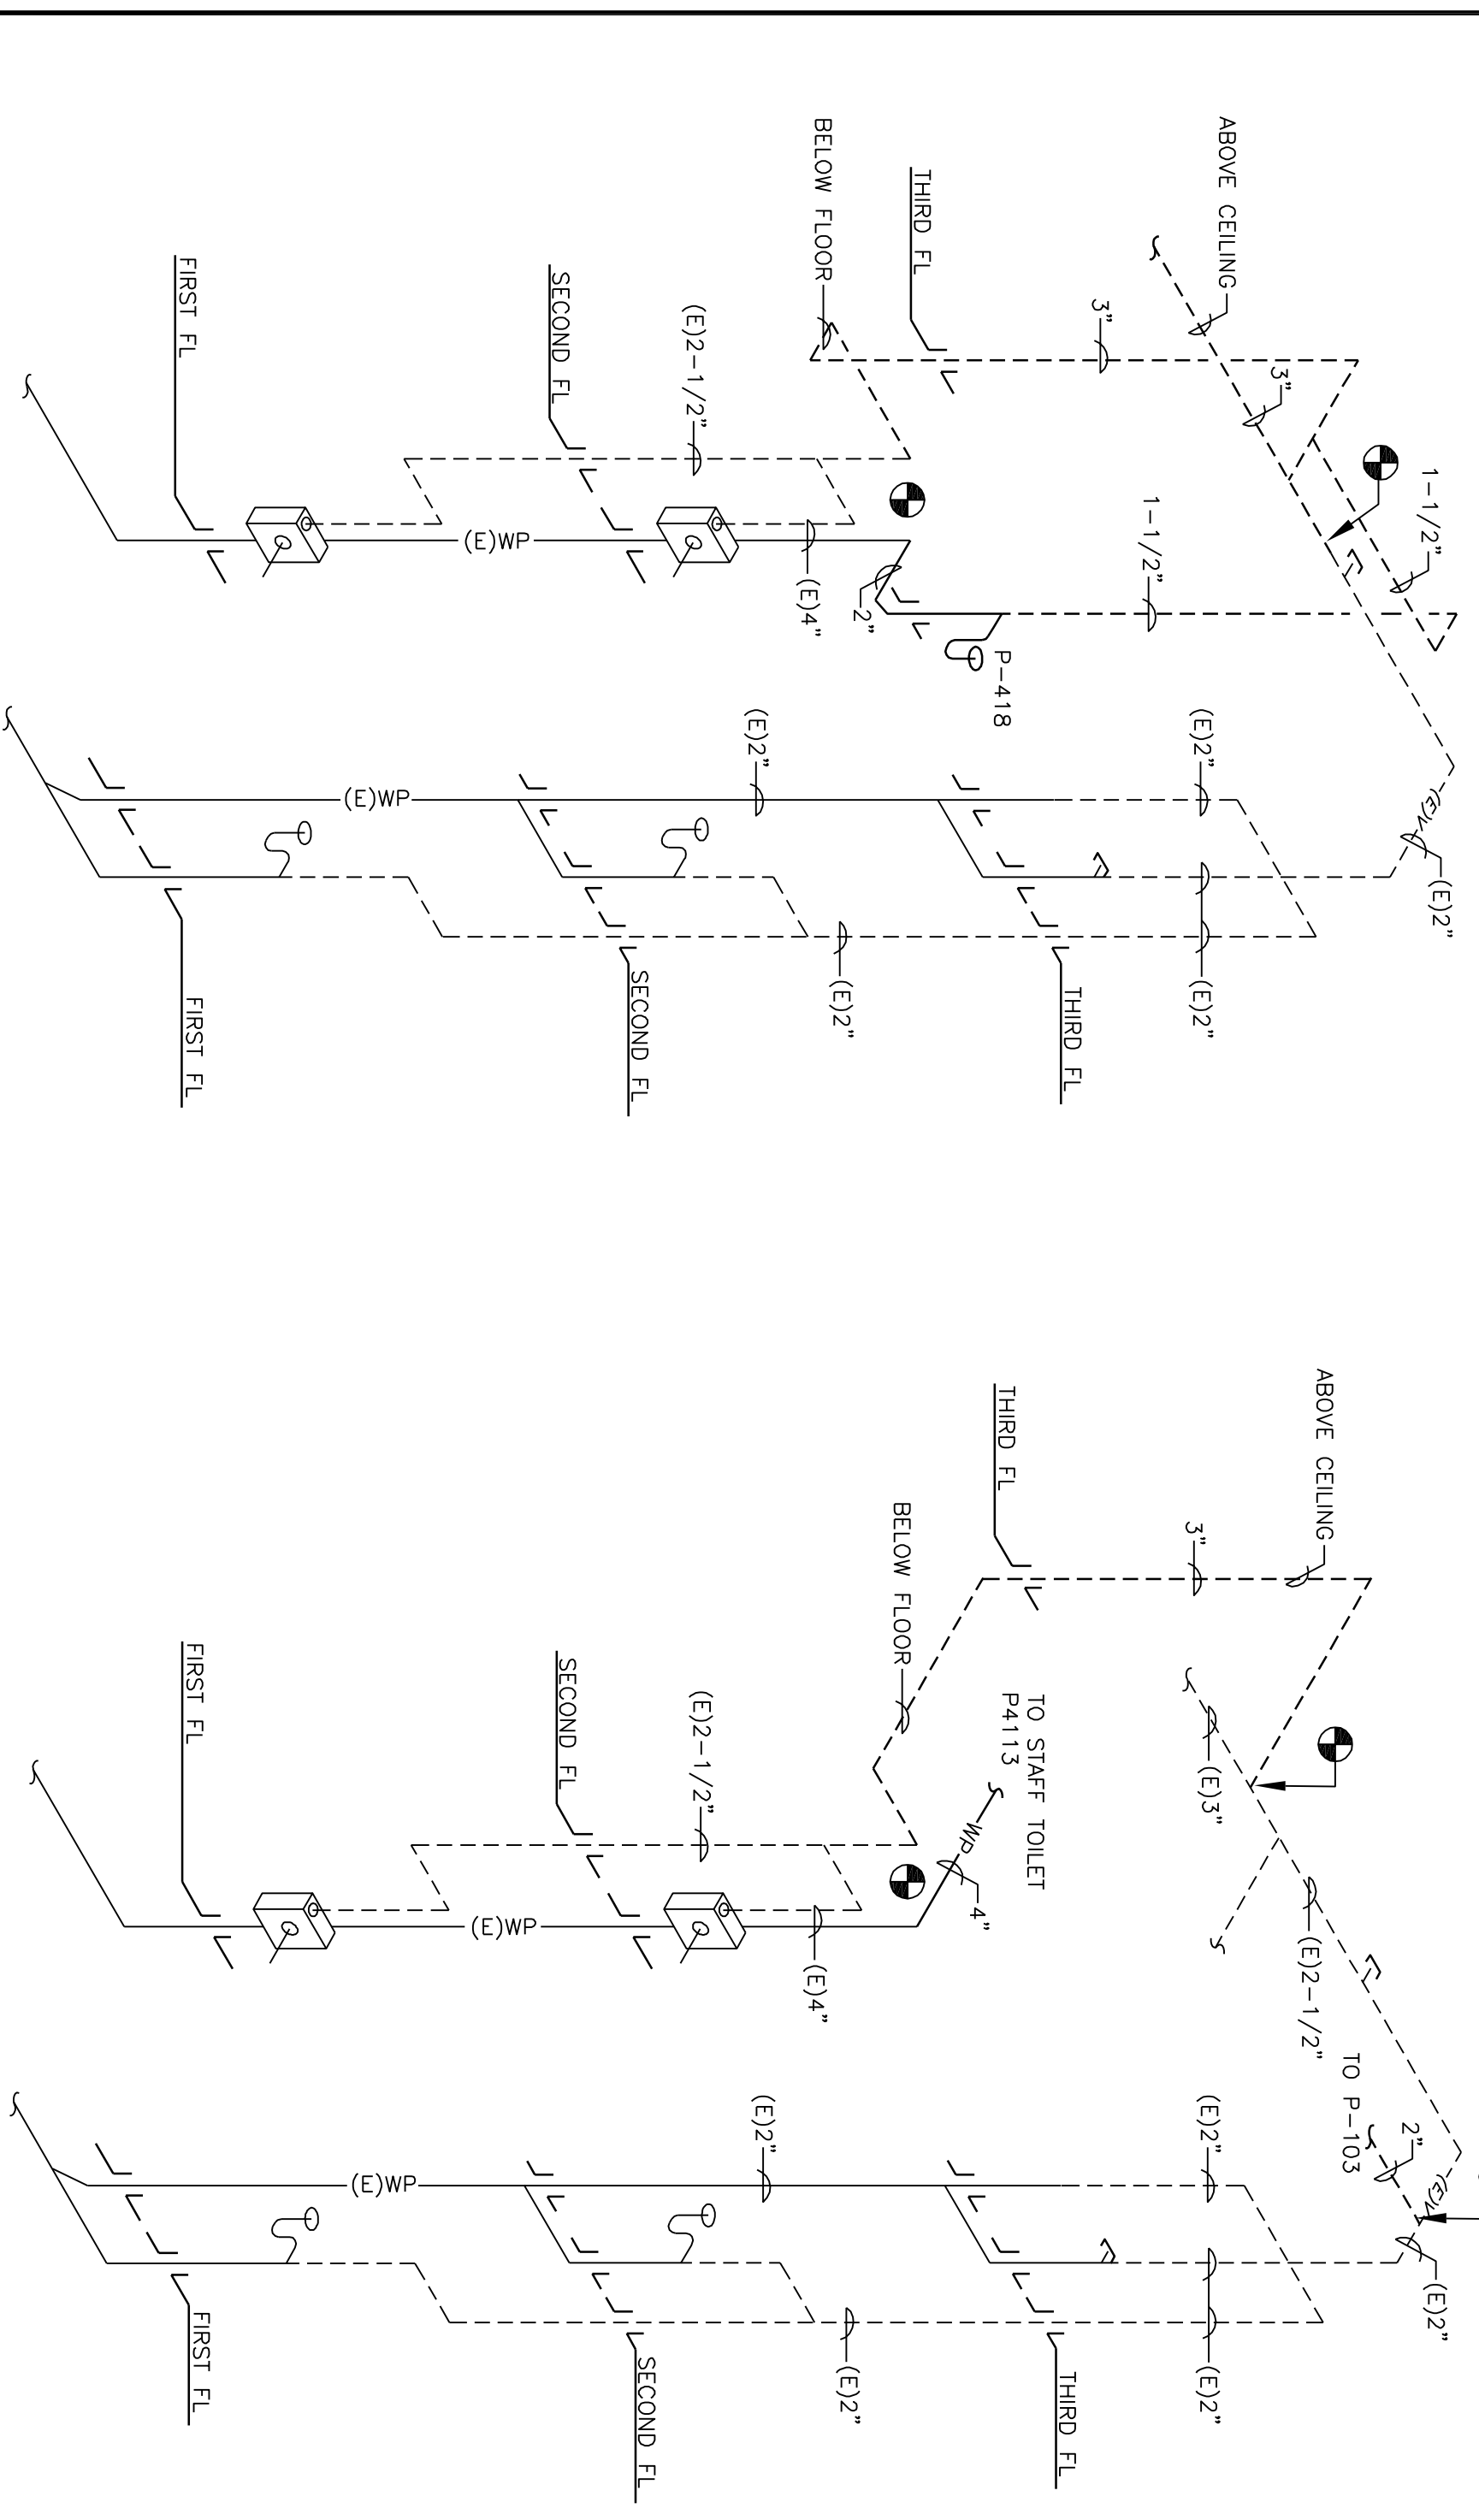 1-1/2"
(E)V
(E)2"
3"
ABOVE CEILING
(E)2"
(E)2"
1-1/2"
3"
THIRD FL
P-418
THIRD FL
BELOW FLOOR
2"
(E)4"
(E)2"
(E)2"
(E)2-1/2"
SECOND FL
SECOND FL
(E)WP
(E)WP
FIRST FL
FIRST FL
(E)V
(E)2"
2"
TO P-103
ABOVE CEILING
(E)2-1/2"
(E)3"
(E)2"
(E)2"
3"
TO STAFF TOILET
P4113
THIRD FL
WP
4"
THIRD FL
BELOW FLOOR
(E)4"
(E)2"
(E)2"
(E)2-1/2"
SECOND FL
SECOND FL
(E)WP
(E)WP
FIRST FL
FIRST FL